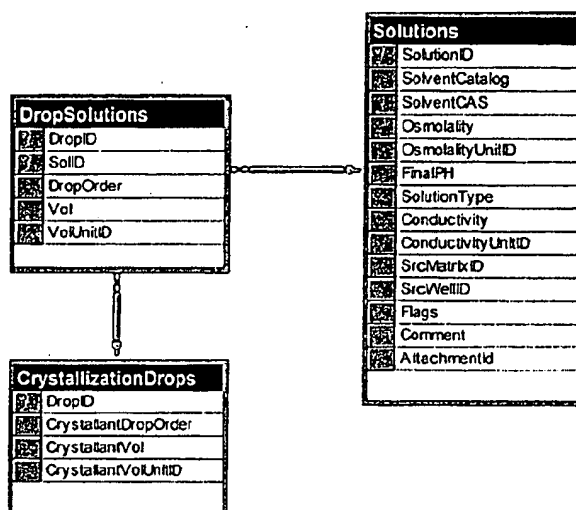 DropSolutions
DropID
SolID
DropOrder
Vol
VolUnitID
CrystallizationDrops
DropID
CrystallantDropOrder
CrystallantVol
CrystallantVolUnitID
Solutions
SolutionID
SolventCatalog
SolventCAS
Osmolality
OsmolalityUnitID
FinalPH
SolutionType
Conductivity
ConductivityUnitID
SrcMatrixID
SrcWellID
Flags
Comment
AttachmentId